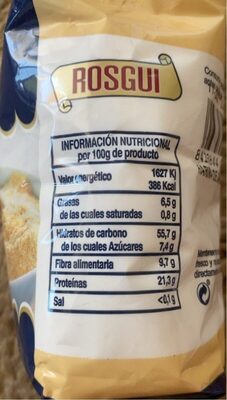 ROSGUI
INFORMACIÓN NUTRICIONAL
por 100g de producto
Valor energético 1627 Kj
386 Kcal
Grasas 6,5 g
de las cuales saturadas 0,8 g
Hidratos de carbono 55,7 g
de los cuales Azúcares 7,4 g
Fibra alimentaria 9,7 g
Proteínas 21,3 g
Sal <0,1 g
fresco y
directamen